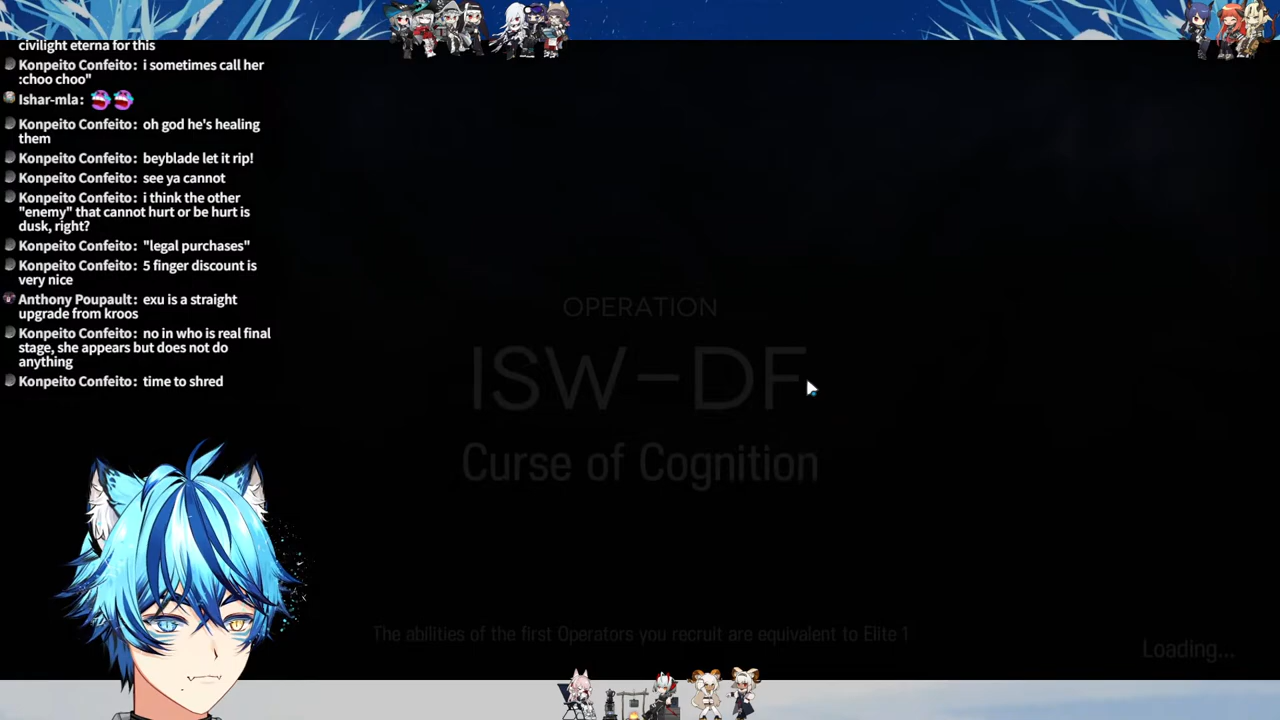 civilight eterna for this
Konpeito Confeito: i sometimes call her
:choo choo"
Ishar-mla:
Konpeito Confeito: oh god he's healing
them
Konpeito Confeito: beyblade let it rip!
Konpeito Confeito: see ya cannot
Konpeito Confeito: i think the other
"enemy" that cannot hurt or be hurt is
dusk, right?
Konpeito Confeito: "legal purchases"
Konpeito Confeito: 5 finger discount is
very nice
Anthony Poupault: exu is a straight
upgrade from kroos
Konpeito Confeito: no in who is real final
stage, she appears but does not do
anything
Konpeito Confeito: time to shred
OPERATION
ISW-DF
Curse of Cognition
The abilities of the first Operators you recruit are equivalent to Elite 1
Loading...